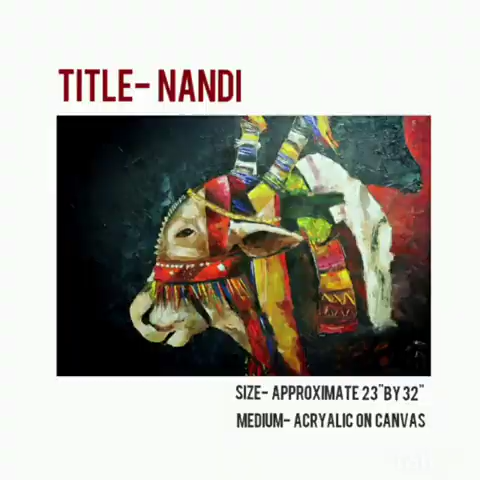 TITLE- NANDI
SIZE- APPROXIMATE 23"BY 32"
MEDIUM- ACRYALIC ON CANVAS